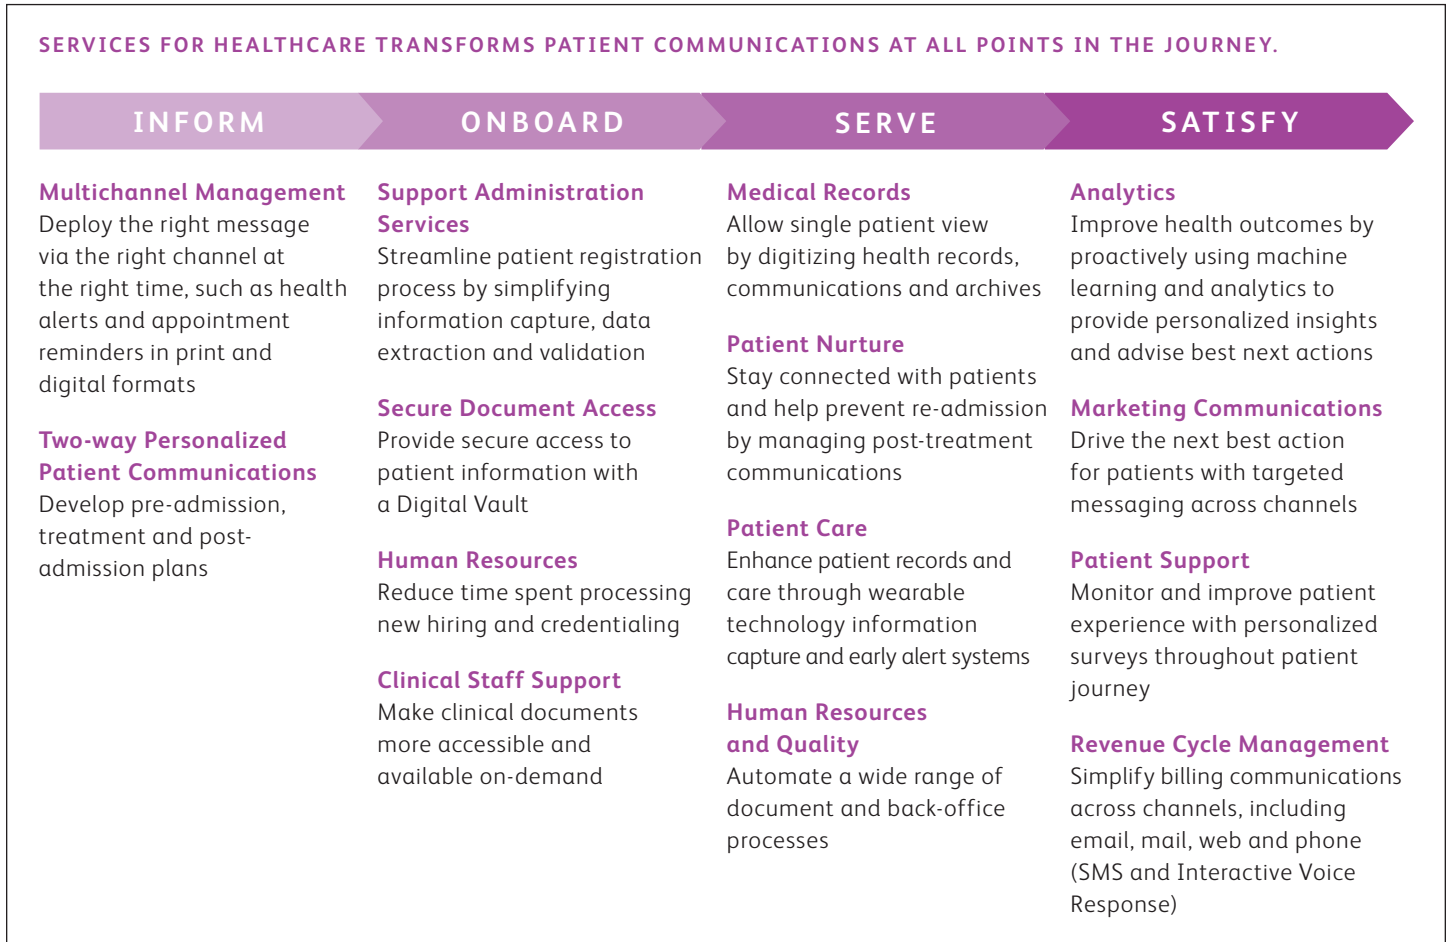 SERVICES FOR HEALTHCARE TRANSFORMS PATIENT COMMUNICATIONS AT ALL POINTS IN THE JOURNEY.
INFORM
Multichannel Management
Deploy the right message
via the right channel at
the right time, such as health
alerts and appointment
reminders in print and
digital formats
Two-way Personalized
Patient Communications
Develop pre-admission,
treatment and post-
admission plans
ONBOARD
Support Administration
Services
Streamline patient registration
process by simplifying
information capture, data
extraction and validation
Secure Document Access
Provide secure access to
patient information with
a Digital Vault
Human Resources
Reduce time spent processing
new hiring and credentialing
Clinical Staff Support
Make clinical documents
more accessible and
available on-demand
SERVE
Medical Records
Allow single patient view
by digitizing health records,
communications and archives
Patient Nurture
Stay connected with patients
and help prevent re-admission
by managing post-treatment
communications
Patient Care
Enhance patient records and
care through wearable
technology information
capture and early alert systems
Human Resources
and Quality
Automate a wide range of
document and back-office
processes
SATISFY
Analytics
Improve health outcomes by
proactively using machine
learning and analytics to
provide personalized insights
and advise best next actions
Marketing Communications
Drive the next best action
for patients with targeted
messaging across channels
Patient Support
Monitor and improve patient
experience with personalized
surveys throughout patient
journey
Revenue Cycle Management
Simplify billing communications
across channels, including
email, mail, web and phone
(SMS and Interactive Voice
Response)